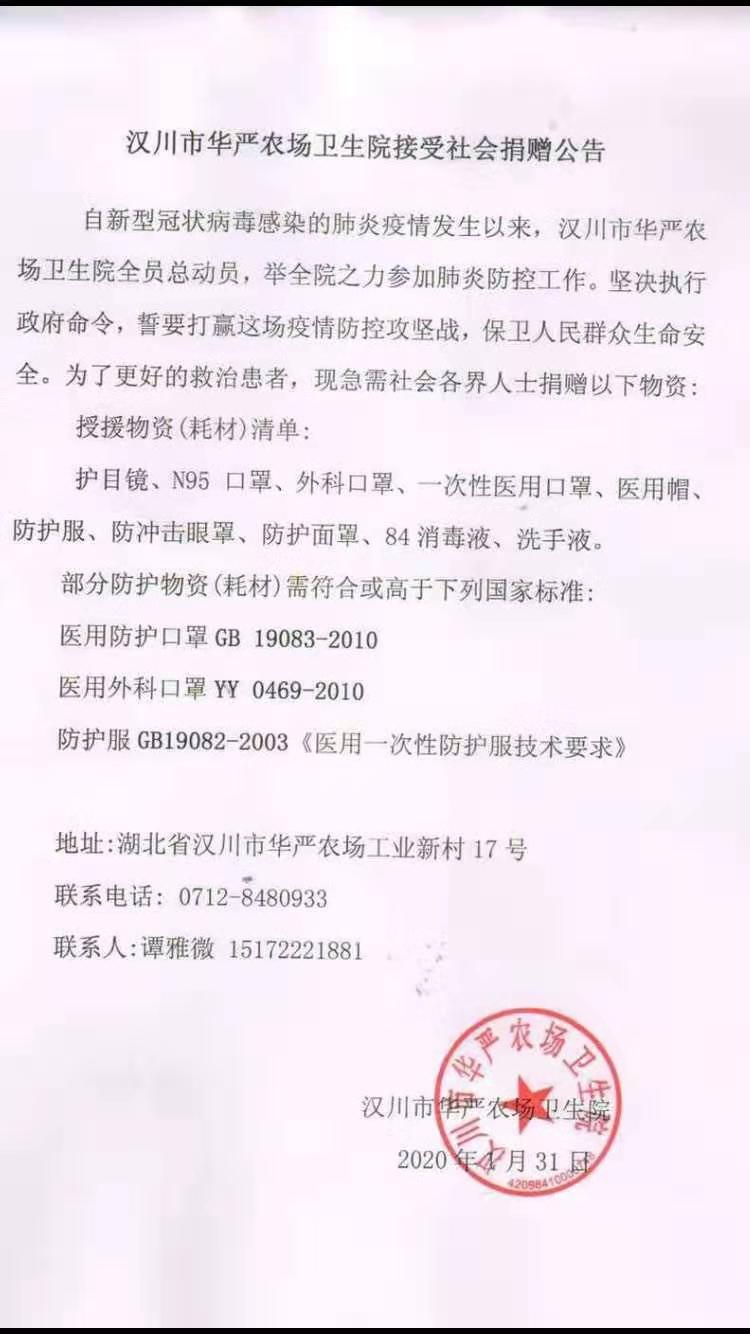 汉川市华严农场卫生院接受社会捐赠公告
自新型冠状病毒感染的肺炎疫情发生以来，汉川市华严农
场卫生院全员总动员，举全院之力参加肺炎防控工作。坚决执行
政府命令，誓要打赢这场疫情防控攻坚战，保卫人民群众生命安
全。为了更好的救治患者，现急需社会各界人士捐赠以下物资：
授援物资(耗材)清单：
护目镜、N95 口罩、外科口罩、一次性医用口罩、医用帽、
防护服、防冲击眼罩、防护面罩、84 消毒液、洗手液。
部分防护物资(耗材)需符合或高于下列国家标准：
医用防护口罩 GB 19083-2010
医用外科口罩 YY 0469-2010
防护服 GB19082-2003《医用一次性防护服技术要求》
地址:湖北省汉川市华严农场工业新村 17 号
联系电话: 0712-8480933
联系人:谭雅微 15172221881
汉川市华严农场卫生院
2020 年 1 月 31 日
汉川市华严农场卫生院